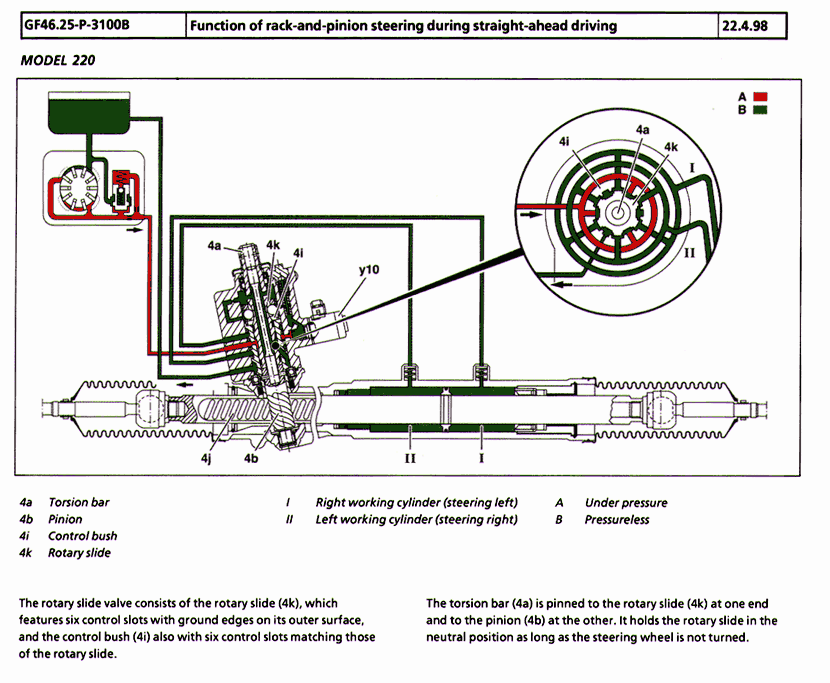 GF46.25-P-3100B
Function of rack-and-pinion steering during straight-ahead driving
22.4.98
MODEL 220
A
B
4a
4i
4k
I
II
4a
4k
4i
y10
4j
4b
II
I
4a Torsion bar
4b Pinion
4i Control bush
4k Rotary slide
I Right working cylinder (steering left)
II Left working cylinder (steering right)
A Under pressure
B Pressureless
The rotary slide valve consists of the rotary slide (4k), which
features six control slots with ground edges on its outer surface,
and the control bush (4i) also with six control slots matching those
of the rotary slide.
The torsion bar (4a) is pinned to the rotary slide (4k) at one end
and to the pinion (4b) at the other. It holds the rotary slide in the
neutral position as long as the steering wheel is not turned.